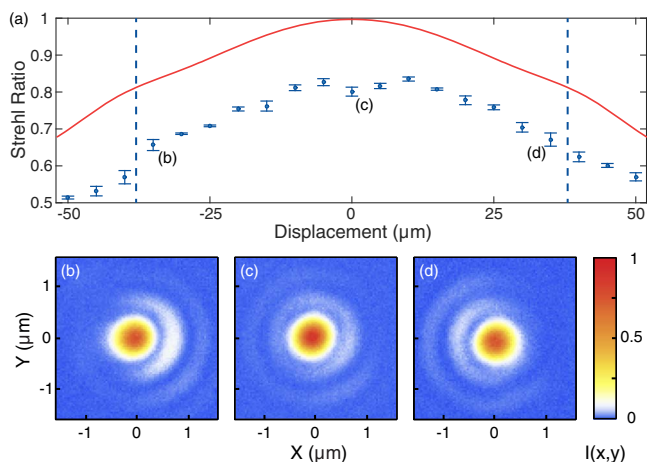 (a)
Strehl Ratio
1
0.9
0.8
0.7
0.6
0.5
(b)
(c)
(d)
-50 -25 0 25 50
Displacement (μm)
(b) (c) (d)
Y (μm)
1
0
-1
-1 0 1 -1 0 1 -1 0 1
X (μm)
1
0.5
0
I(x,y)